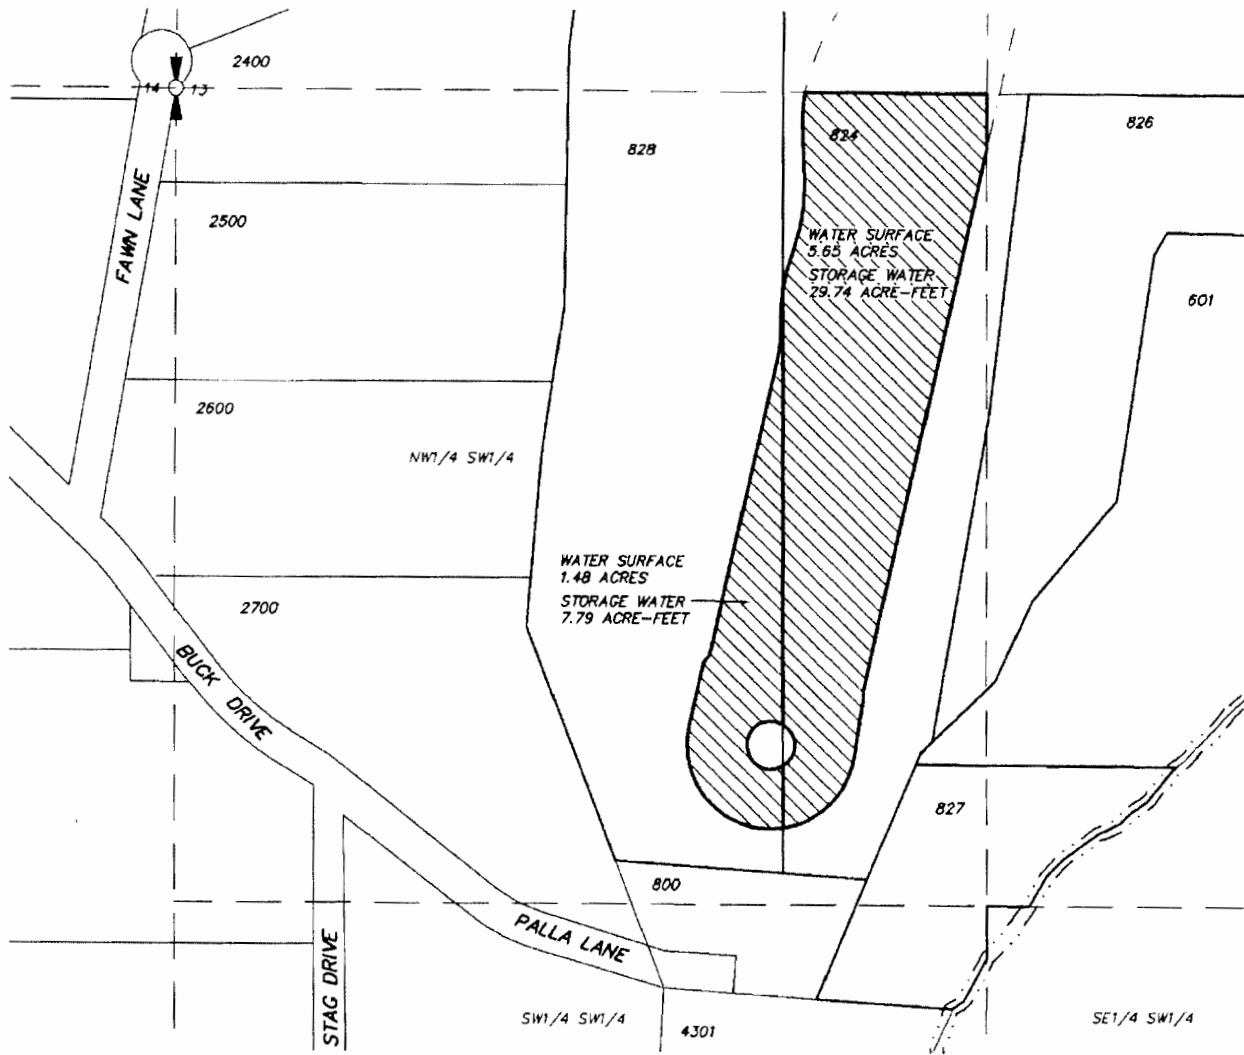 2400
14
13
826
824
828
FAWN LANE
2500
WATER SURFACE
5.65 ACRES
STORAGE WATER
29.74 ACRE-FEET
601
2600
NW1/4 SW1/4
WATER SURFACE
1.48 ACRES
STORAGE WATER
7.79 ACRE-FEET
2700
BUCK DRIVE
827
800
PALLA LANE
STAG DRIVE
SW1/4 SW1/4
4301
SE1/4 SW1/4